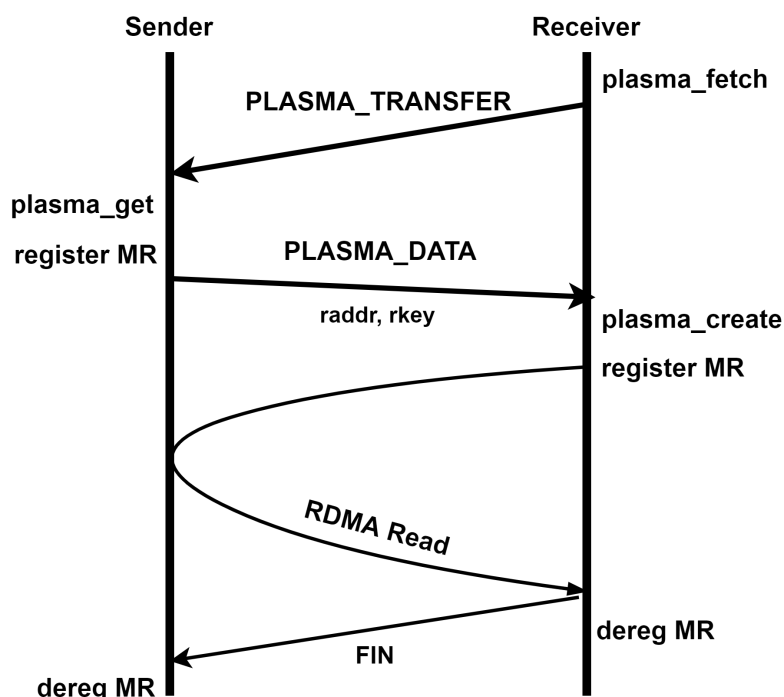 Sender
Receiver
plasma_fetch
PLASMA_TRANSFER
plasma_get
register MR
PLASMA_DATA
raddr, rkey
plasma_create
register MR
RDMA Read
dereg MR
FIN
dereg MR